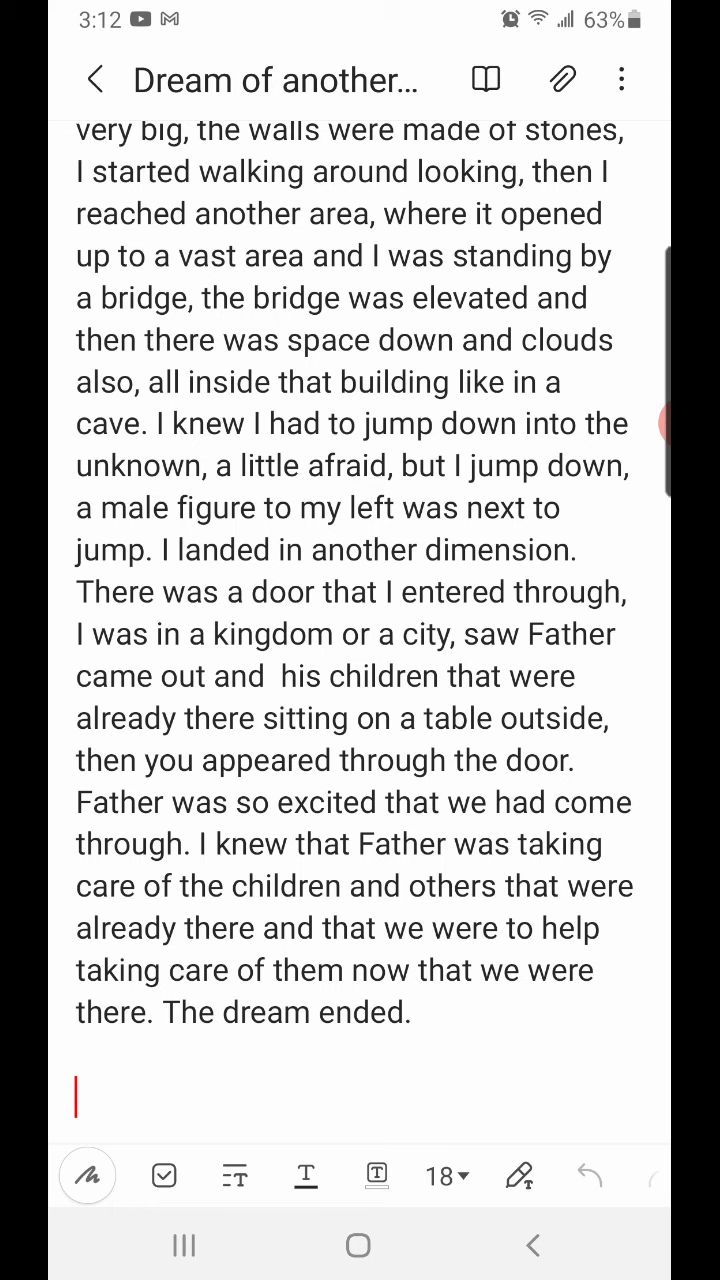 3:12 63%
Dream of another...
very big, the walls were made of stones,
I started walking around looking, then I
reached another area, where it opened
up to a vast area and I was standing by
a bridge, the bridge was elevated and
then there was space down and clouds
also, all inside that building like in a
cave. I knew I had to jump down into the
unknown, a little afraid, but I jump down,
a male figure to my left was next to
jump. I landed in another dimension.
There was a door that I entered through,
I was in a kingdom or a city, saw Father
came out and  his children that were
already there sitting on a table outside,
then you appeared through the door.
Father was so excited that we had come
through. I knew that Father was taking
care of the children and others that were
already there and that we were to help
taking care of them now that we were
there. The dream ended.
T T T 18 T